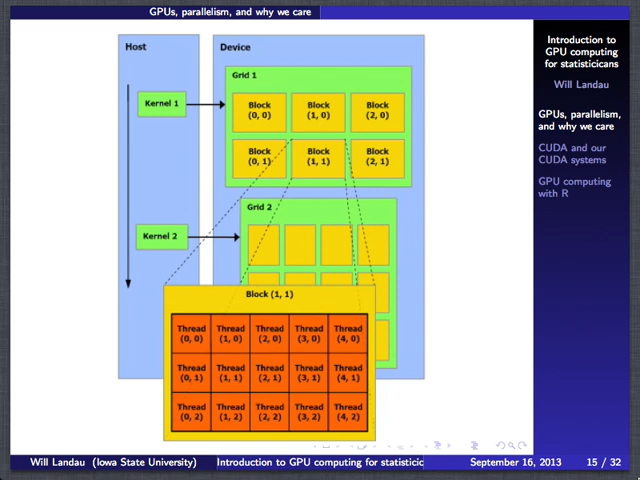 GPUs, parallelism, and why we care
Host
Device
Grid 1
Kernel 1
Block
(0, 0)
Block
(1, 0)
Block
(2, 0)
Block
(0, 1)
Block
(1, 1)
Block
(2, 1)
Grid 2
Kernel 2
Block (1, 1)
Thread
(0, 0)
Thread
(1, 0)
Thread
(2, 0)
Thread
(3, 0)
Thread
(4, 0)
Thread
(0, 1)
Thread
(1, 1)
Thread
(2, 1)
Thread
(3, 1)
Thread
(4, 1)
Thread
(0, 2)
Thread
(1, 2)
Thread
(2, 2)
Thread
(3, 2)
Thread
(4, 2)
Introduction to
GPU computing
for statisticicans
Will Landau
GPUs, parallelism,
and why we care
CUDA and our
CUDA systems
GPU computing
with R
Will Landau (Iowa State University)
Introduction to GPU computing for statisticic
September 16, 2013
15 / 32